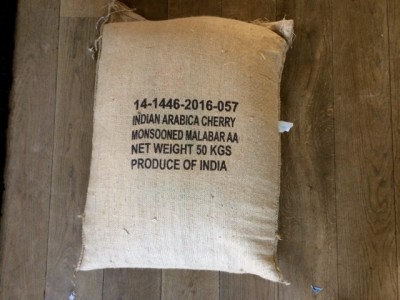 14-1446-2016-057
INDIAN ARABICA CHERRY
MONSOONED MALABAR AA
NET WEIGHT 50 KGS
PRODUCE OF INDIA